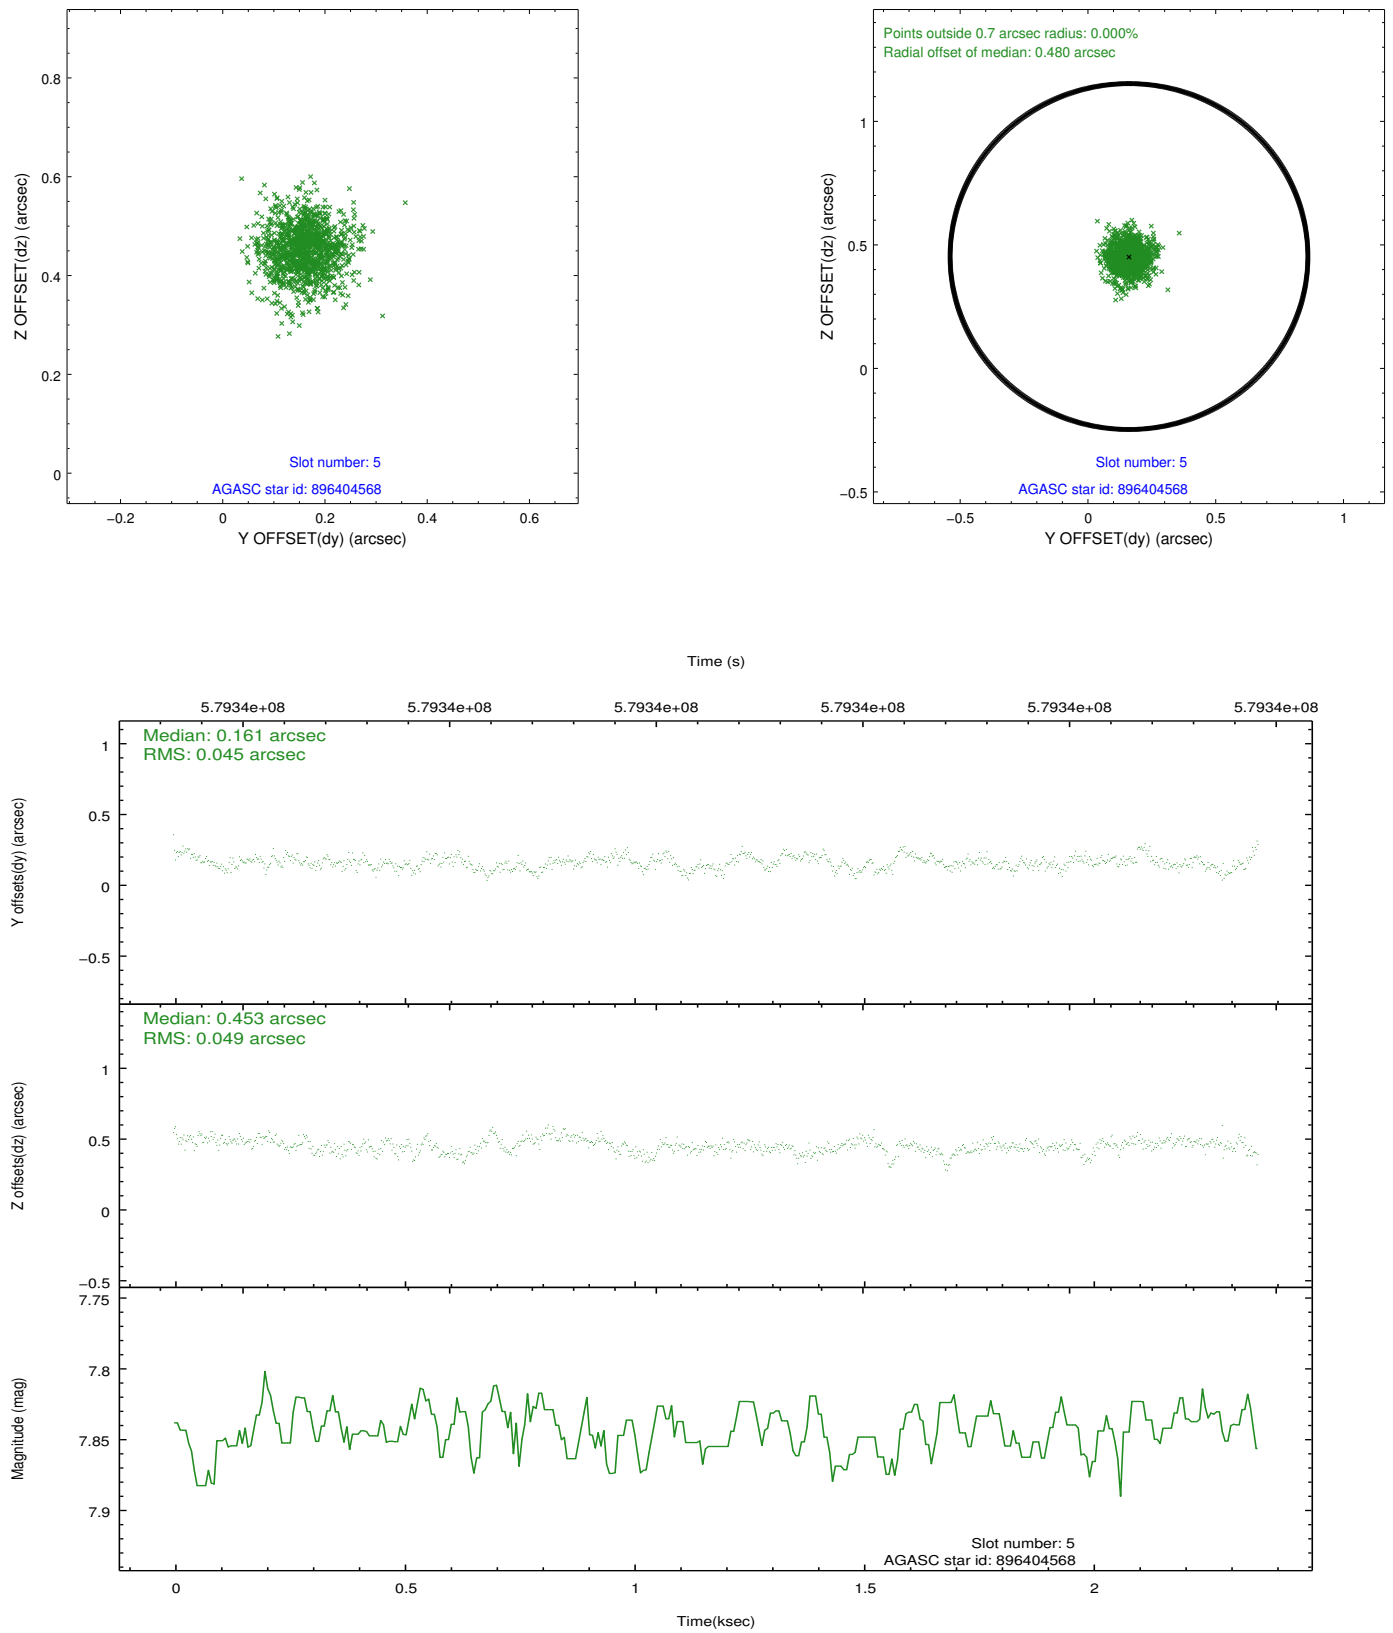 0.8
0.6
0.4
0.2
0
−0.2 0 0.2 0.4 0.6
Z OFFSET(dz) (arcsec)
Y OFFSET(dy) (arcsec)
Slot number: 5
AGASC star id: 896404568
Points outside 0.7 arcsec radius: 0.000%
Radial offset of median: 0.480 arcsec
1
0.5
0
−0.5
−0.5 0 0.5 1
Z OFFSET(dz) (arcsec)
Y OFFSET(dy) (arcsec)
Slot number: 5
AGASC star id: 896404568
Time (s)
5.7934e+08 5.7934e+08 5.7934e+08 5.7934e+08 5.7934e+08 5.7934e+08
Median: 0.161 arcsec
RMS: 0.045 arcsec
1
0.5
0
−0.5
Y offsets(dy) (arcsec)
Median: 0.453 arcsec
RMS: 0.049 arcsec
1
0.5
0
−0.5
Z offsets(dz) (arcsec)
7.75
7.8
7.85
7.9
Magnitude (mag)
Slot number: 5
AGASC star id: 896404568
0 0.5 1 1.5 2
Time(ksec)